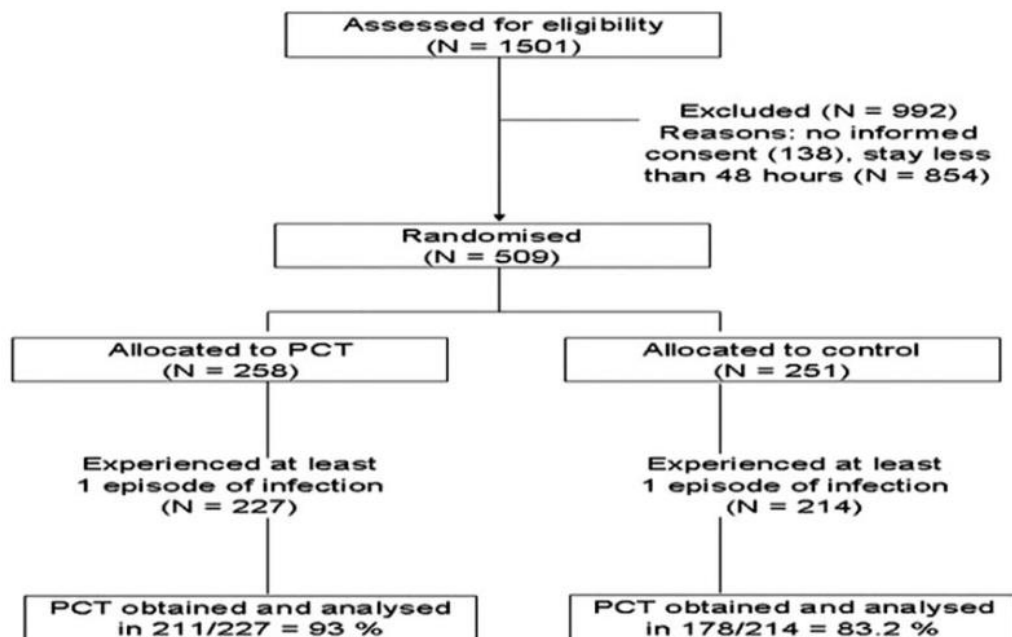 Assessed for eligibility
(N = 1501)
Excluded (N = 992)
Reasons: no informed
consent (138), stay less
than 48 hours (N = 854)
Randomised
(N = 509)
Allocated to PCT
(N = 258)
Allocated to control
(N = 251)
Experienced at least
1 episode of infection
(N = 227)
Experienced at least
1 episode of infection
(N = 214)
PCT obtained and analysed
in 211/227 = 93 %
PCT obtained and analysed
in 178/214 = 83.2 %